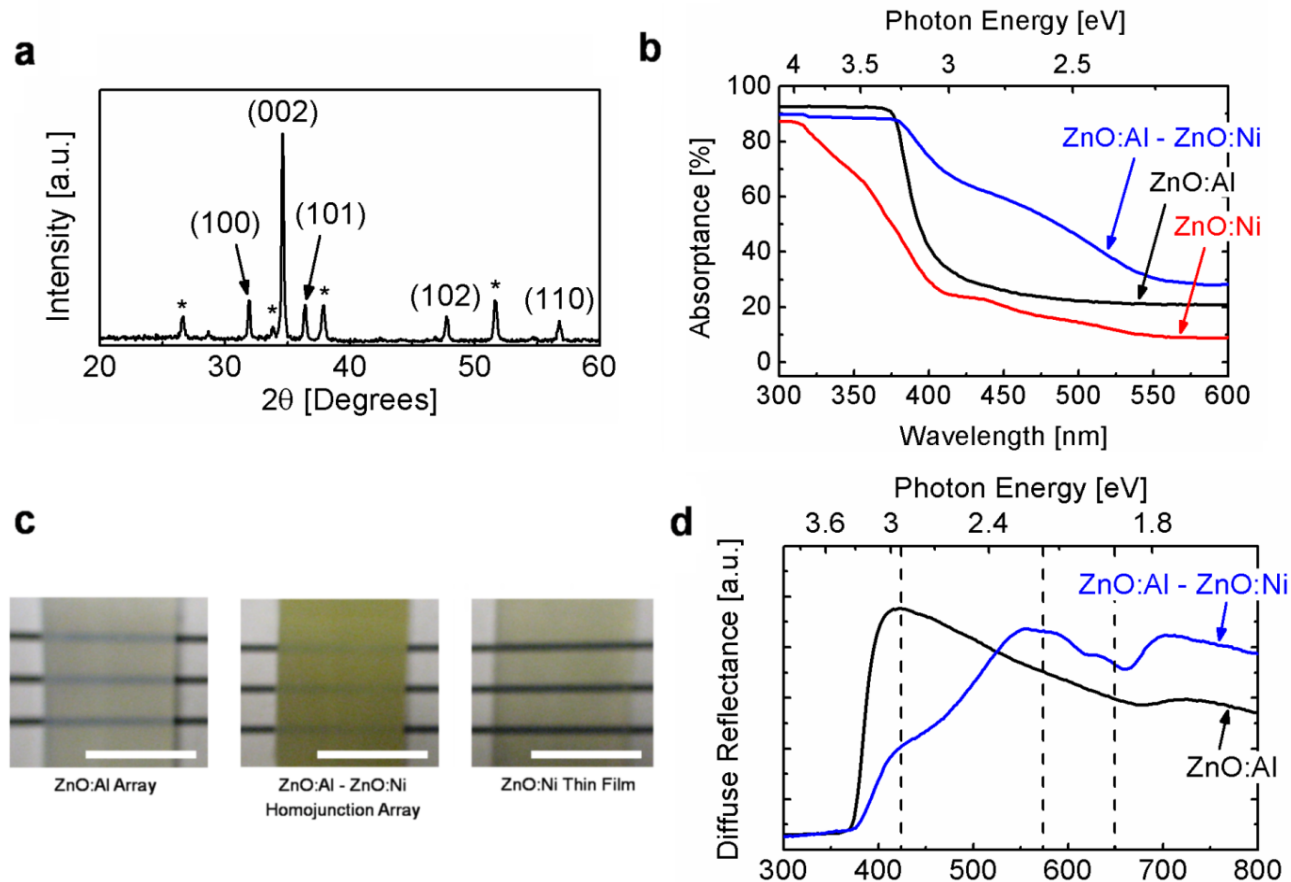 a
(002)
(100)
(101)
*
*
*
(102)
*
(110)
Intensity [a.u.]
20 30 40 50 60
2θ [Degrees]
b
Photon Energy [eV]
4 3.5 3 2.5
100
80
60
40
20
0
Absorptance [%]
ZnO:Al - ZnO:Ni
ZnO:Al
ZnO:Ni
300 350 400 450 500 550 600
Wavelength [nm]
c
ZnO:Al Array
ZnO:Al - ZnO:Ni
Homojunction Array
ZnO:Ni Thin Film
d
Photon Energy [eV]
3.6 3 2.4 1.8
Diffuse Reflectance [a.u.]
ZnO:Al - ZnO:Ni
ZnO:Al
300 400 500 600 700 800